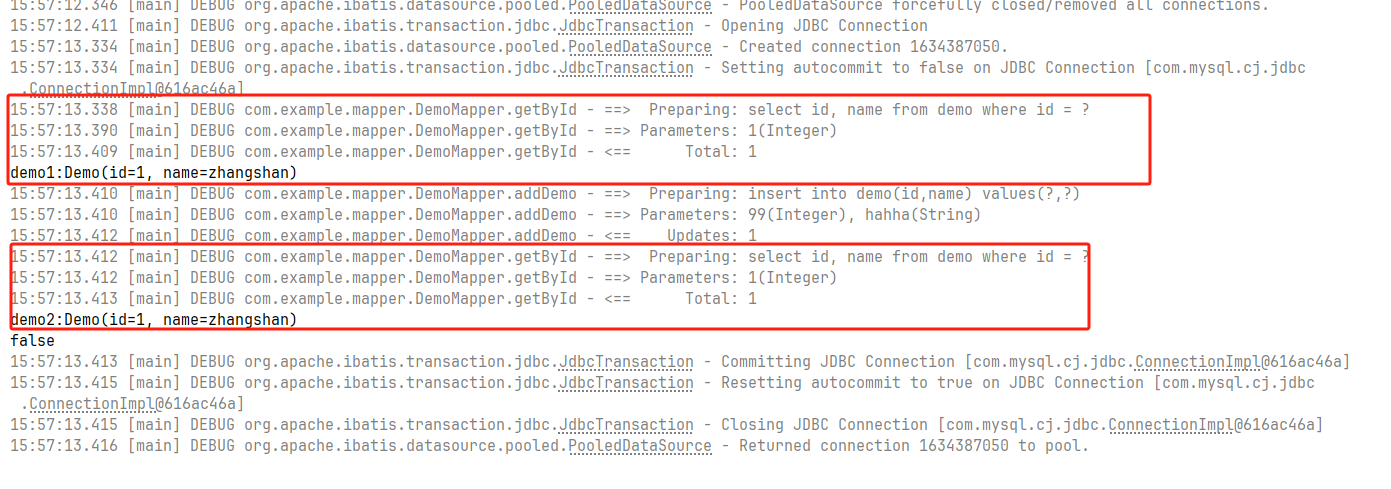 15:57:12.346 [main] DEBUG org.apache.ibatis.datasource.pooled.PooledDataSource - PooledDataSource forcefully closed/removed all connections.
15:57:12.411 [main] DEBUG org.apache.ibatis.transaction.jdbc.JdbcTransaction - Opening JDBC Connection
15:57:13.334 [main] DEBUG org.apache.ibatis.datasource.pooled.PooledDataSource - Created connection 1634387050.
15:57:13.334 [main] DEBUG org.apache.ibatis.transaction.jdbc.JdbcTransaction - Setting autocommit to false on JDBC Connection [com.mysql.cj.jdbc
.ConnectionImpl@616ac46a]
15:57:13.338 [main] DEBUG com.example.mapper.DemoMapper.getById - ==>  Preparing: select id, name from demo where id = ?
15:57:13.390 [main] DEBUG com.example.mapper.DemoMapper.getById - ==> Parameters: 1(Integer)
15:57:13.409 [main] DEBUG com.example.mapper.DemoMapper.getById - <==      Total: 1
demo1:Demo(id=1, name=zhangshan)
15:57:13.410 [main] DEBUG com.example.mapper.DemoMapper.addDemo - ==>  Preparing: insert into demo(id,name) values(?,?)
15:57:13.410 [main] DEBUG com.example.mapper.DemoMapper.addDemo - ==> Parameters: 99(Integer), hahha(String)
15:57:13.412 [main] DEBUG com.example.mapper.DemoMapper.addDemo - <==    Updates: 1
15:57:13.412 [main] DEBUG com.example.mapper.DemoMapper.getById - ==>  Preparing: select id, name from demo where id = ?
15:57:13.412 [main] DEBUG com.example.mapper.DemoMapper.getById - ==> Parameters: 1(Integer)
15:57:13.413 [main] DEBUG com.example.mapper.DemoMapper.getById - <==      Total: 1
demo2:Demo(id=1, name=zhangshan)
false
15:57:13.413 [main] DEBUG org.apache.ibatis.transaction.jdbc.JdbcTransaction - Committing JDBC Connection [com.mysql.cj.jdbc.ConnectionImpl@616ac46a]
15:57:13.415 [main] DEBUG org.apache.ibatis.transaction.jdbc.JdbcTransaction - Resetting autocommit to true on JDBC Connection [com.mysql.cj.jdbc
.ConnectionImpl@616ac46a]
15:57:13.415 [main] DEBUG org.apache.ibatis.transaction.jdbc.JdbcTransaction - Closing JDBC Connection [com.mysql.cj.jdbc.ConnectionImpl@616ac46a]
15:57:13.416 [main] DEBUG org.apache.ibatis.datasource.pooled.PooledDataSource - Returned connection 1634387050 to pool.